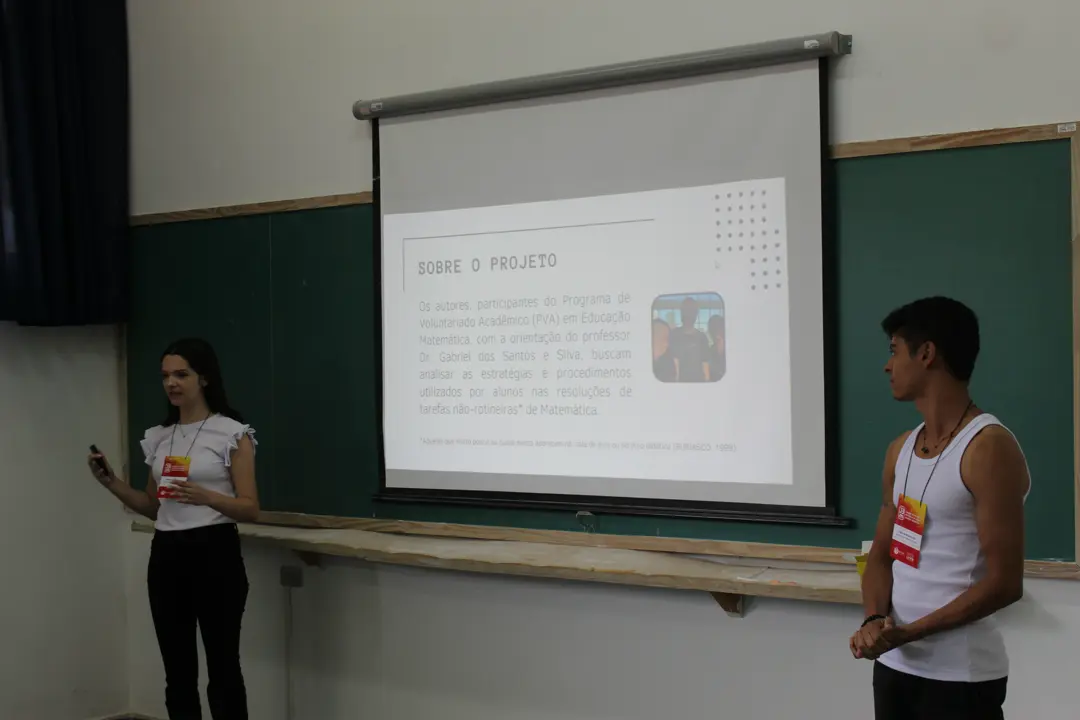 SOBRE O PROJETO
Os autores, participantes do Programa de
Voluntariado Acadêmico (PVA) em Educação
Matemática, com a orientação do professor
Dr. Gabriel dos Santos e Silva, buscam
analisar as estratégias e procedimentos
utilizados por alunos nas resoluções de
tarefas não-rotineiras* de Matemática.